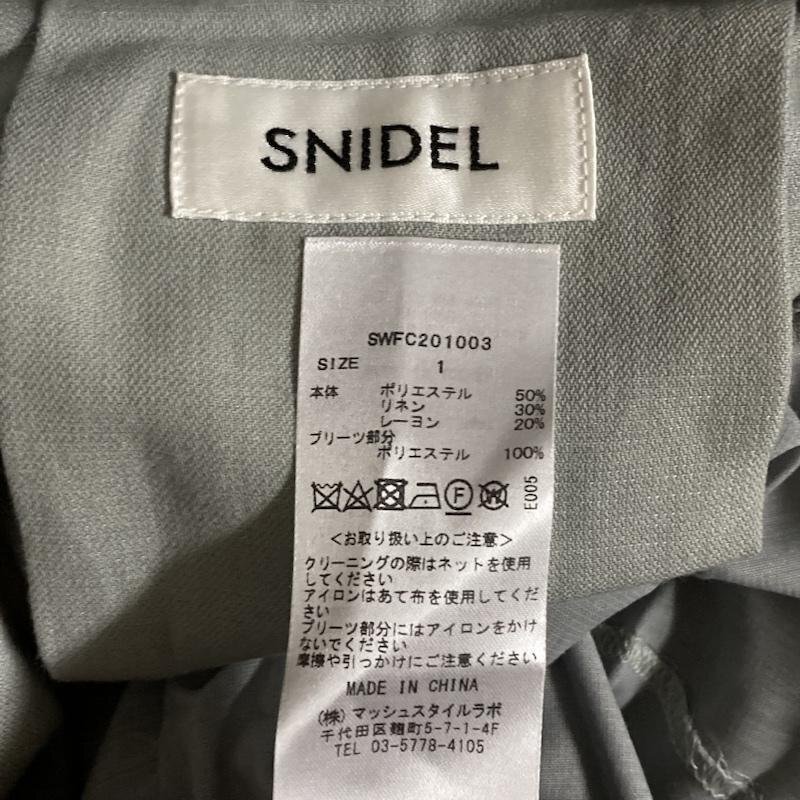 SNIDEL
SWFC201003
SIZE 1
本体 ポリエステル 50%
リネン 30%
レーヨン 20%
プリーツ部分
ポリエステル 100%
F W E005
<お取り扱い上のご注意>
クリーニングの際はネットを使用
してください
アイロンはあて布を使用してくだ
さい
プリーツ部分にはアイロンをかけ
ないでください
摩擦や引っかけにご注意ください
MADE IN CHINA
(株)マッシュスタイルラボ
千代田区麹町5-7-1-4F
TEL 03-5778-4105